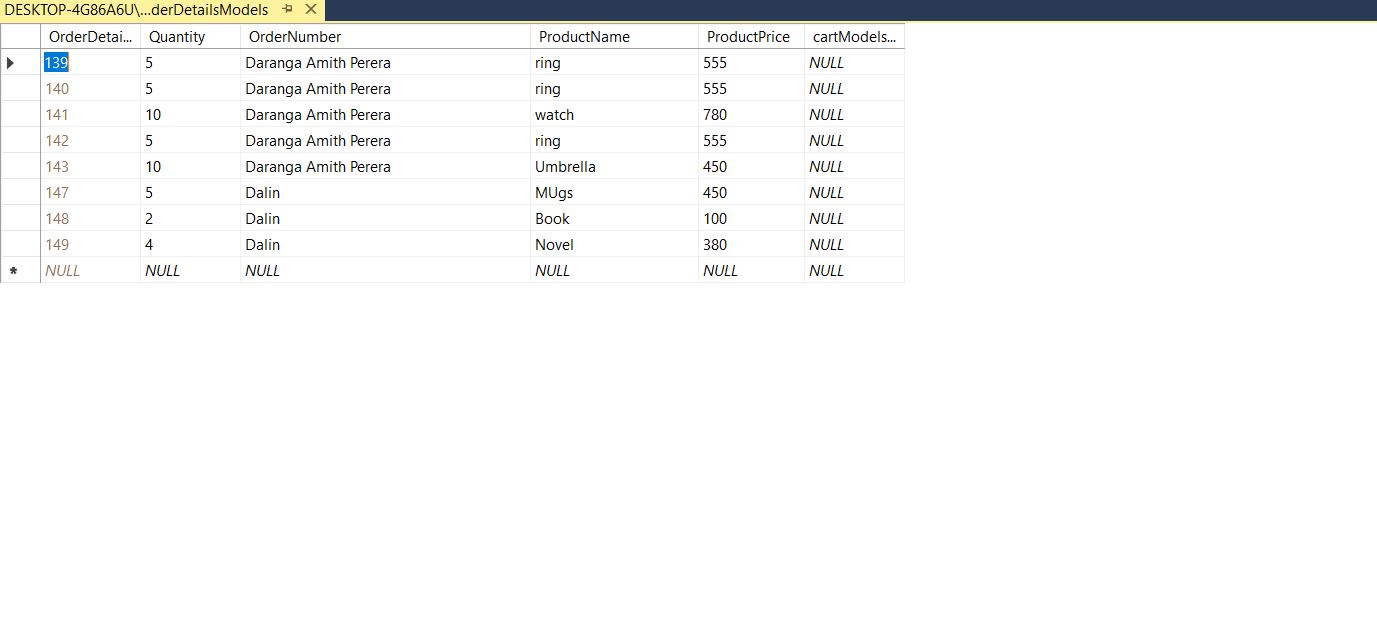 DESKTOP-4G86A6U\...derDetailsModels
OrderDetai... Quantity OrderNumber ProductName ProductPrice cartModels...
139 5 Daranga Amith Perera ring 555 NULL
140 5 Daranga Amith Perera ring 555 NULL
141 10 Daranga Amith Perera watch 780 NULL
142 5 Daranga Amith Perera ring 555 NULL
143 10 Daranga Amith Perera Umbrella 450 NULL
147 5 Dalin MUgs 450 NULL
148 2 Dalin Book 100 NULL
149 4 Dalin Novel 380 NULL
NULL NULL NULL NULL NULL NULL